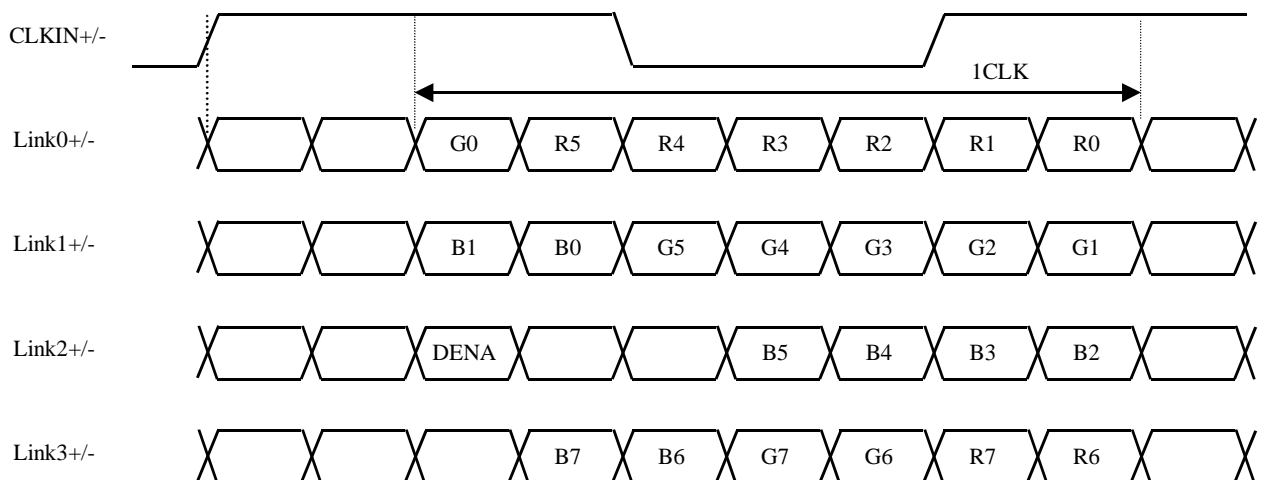 CLKIN+/-
1CLK
Link0+/- G0 R5 R4 R3 R2 R1 R0
Link1+/- B1 B0 G5 G4 G3 G2 G1
Link2+/- DENA B5 B4 B3 B2
Link3+/- B7 B6 G7 G6 R7 R6